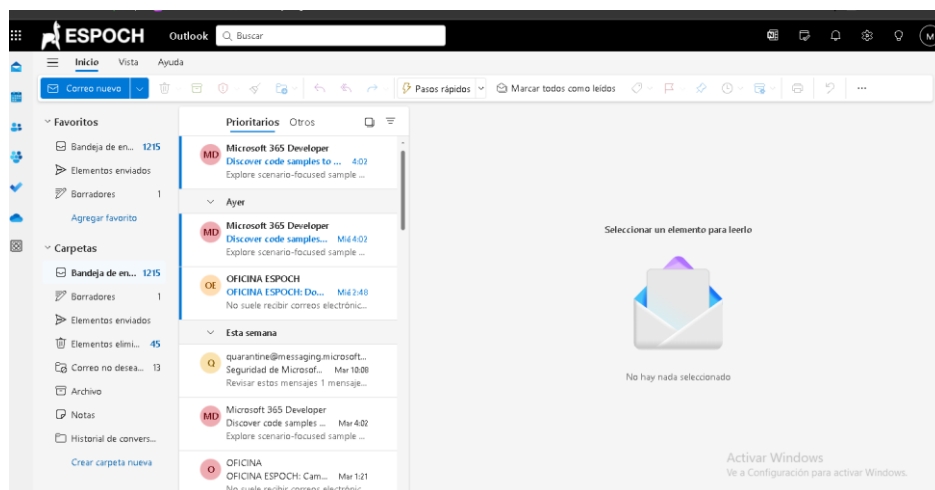 ESPOCH Outlook Buscar
Inicio Vista Ayuda
Correo nuevo Pasos rápidos Marcar todos como leídos
Favoritos
Bandeja de en... 1215
Elementos enviados
Borradores 1
Agregar favorito
Carpetas
Bandeja de en... 1215
Borradores 1
Elementos enviados
Elementos elimi... 45
Correo no desea... 13
Archivo
Notas
Historial de convers...
Crear carpeta nueva
Prioritarios Otros
MD
Microsoft 365 Developer
Discover code samples to ... 4:02
Explore scenario-focused sample ...
Ayer
MD
Microsoft 365 Developer
Discover code samples... Mié 4:02
Explore scenario-focused sample ...
OE
OFICINA ESPOCH
OFICINA ESPOCH: Do... Mié 2:48
No suele recibir correos electrónic...
Esta semana
Q
quarantine@messaging.microsoft...
Seguridad de Microsof... Mar 10:08
Revisar estos mensajes 1 mensaje...
MD
Microsoft 365 Developer
Discover code samples ... Mar 4:02
Explore scenario-focused sample ...
O
OFICINA
OFICINA ESPOCH: Cam... Mar 1:21
No suele recibir correos electrónic...
Seleccionar un elemento para leerlo
No hay nada seleccionado
Activar Windows
Ve a Configuración para activar Windows.
M